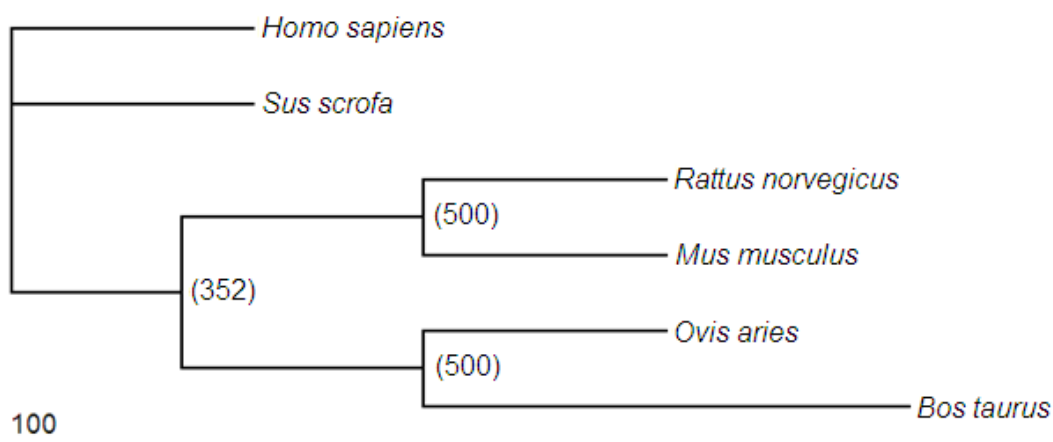 Homo sapiens
Sus scrofa
Rattus norvegicus
(500)
Mus musculus
(352)
Ovis aries
(500)
Bos taurus
100